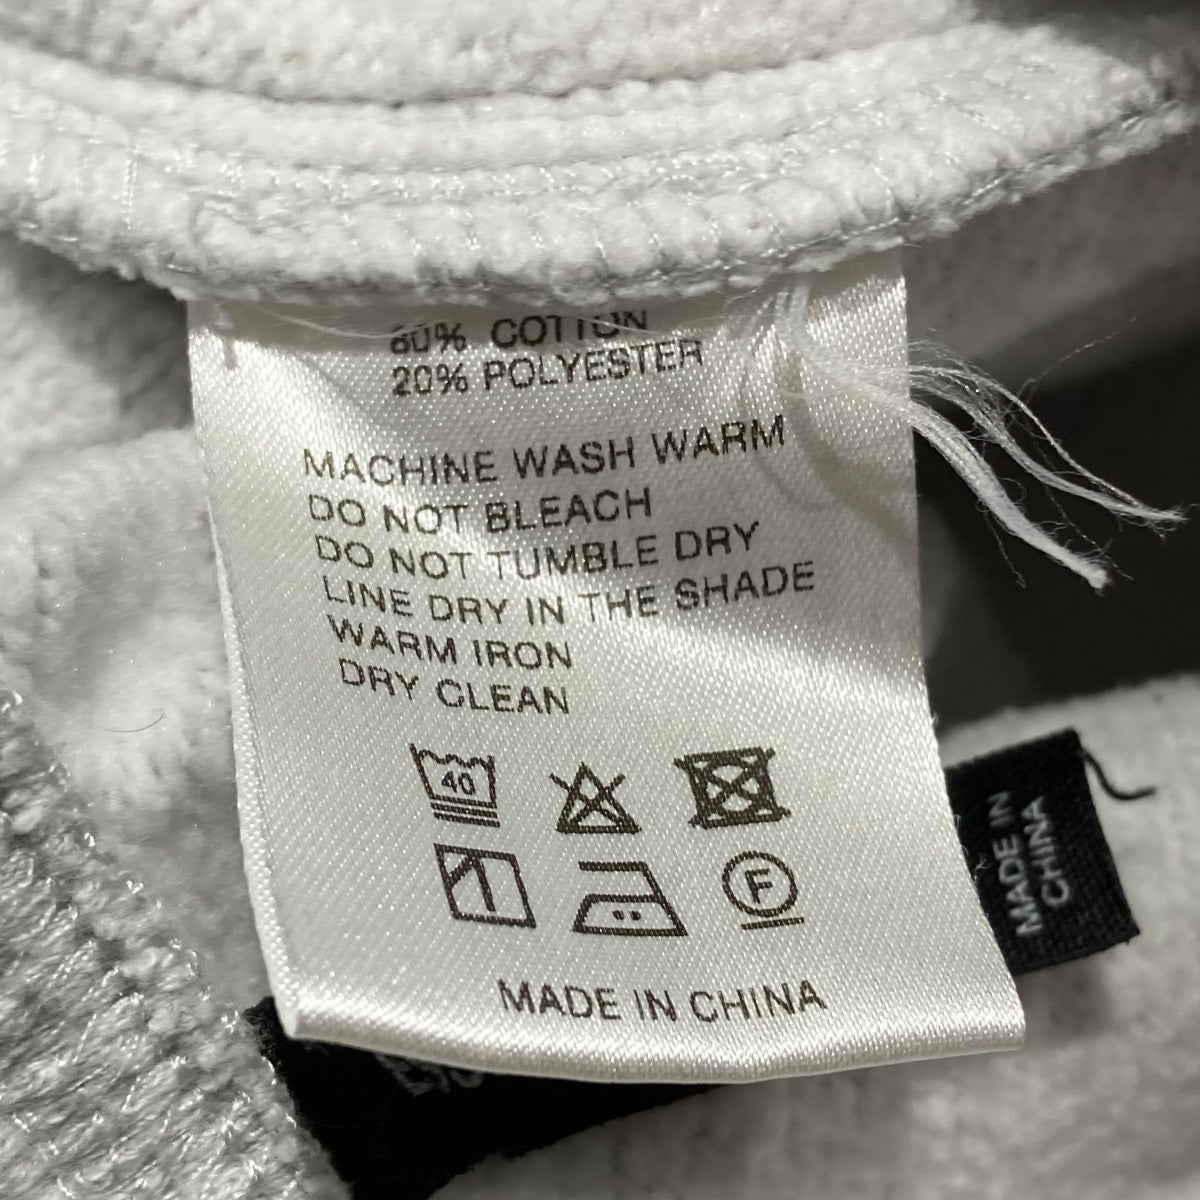 80% COTTON
20% POLYESTER
MACHINE WASH WARM
DO NOT BLEACH
DO NOT TUMBLE DRY
LINE DRY IN THE SHADE
WARM IRON
DRY CLEAN
40
F
MADE IN CHINA
MADE IN
CHINA